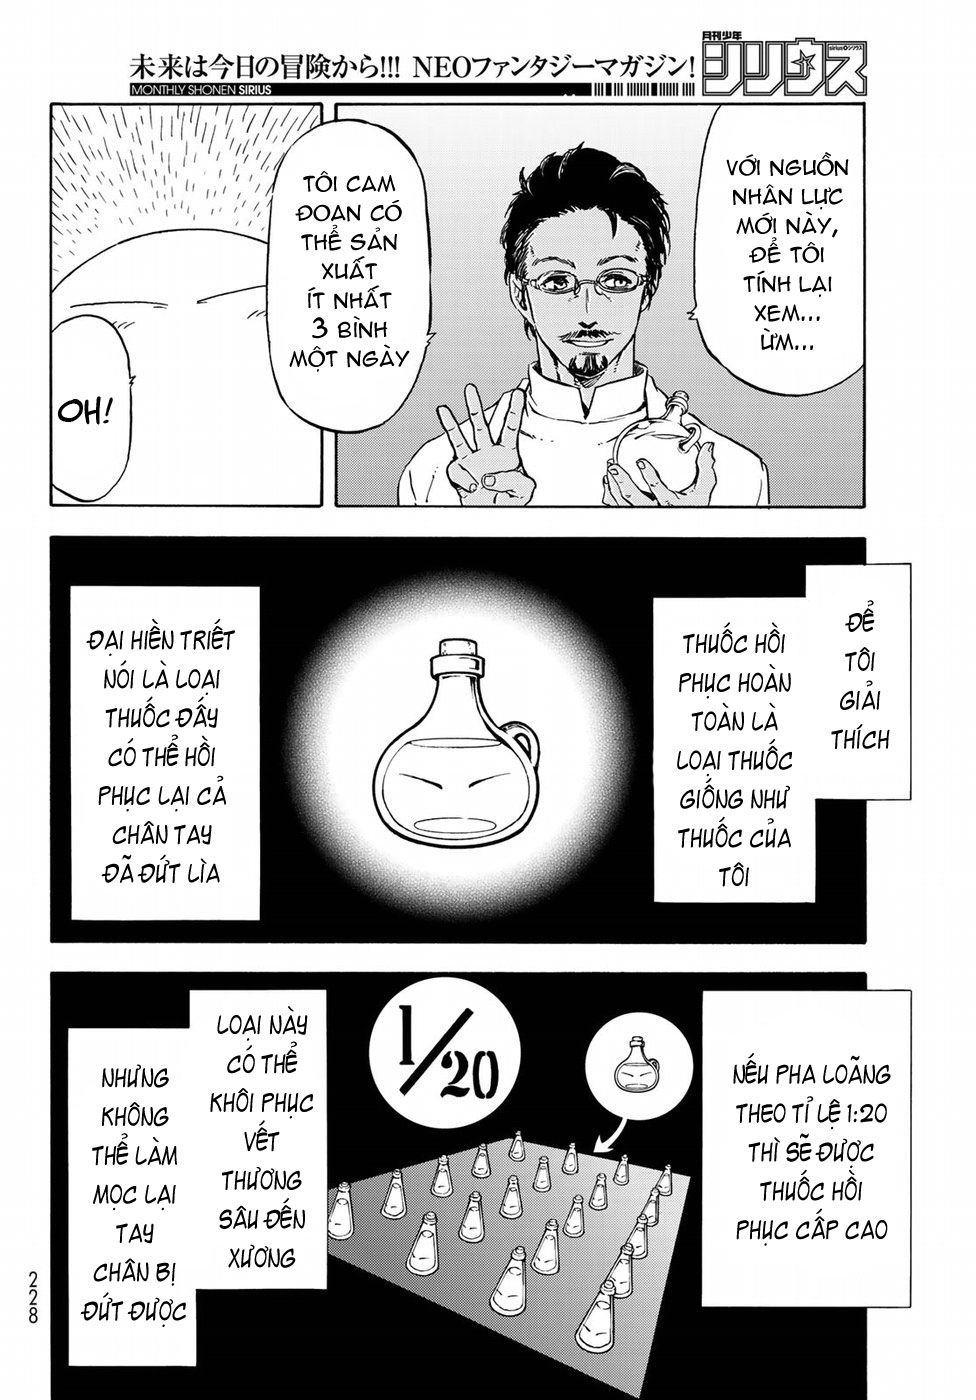 月刊少年
シリウス
sirius シリウス
未来は今日の冒険から!!! NEOファンタジーマガジン!
MONTHLY SHONEN SIRIUS
VỚI NGUỒN
NHÂN LỰC
MỚI NÀY,
ĐỂ TÔI
TÍNH LẠI
XEM...
ỪM...
TÔI CAM
ĐOAN CÓ
THỂ SẢN
XUẤT
ÍT NHẤT
3 BÌNH
MỘT NGÀY
OH!
ĐỂ
TÔI
GIẢI
THÍCH
THUỐC HỒI
PHỤC HOÀN
TOÀN LÀ
LOẠI THUỐC
GIỐNG NHƯ
THUỐC CỦA
TÔI
ĐẠI HIỀN TRIẾT
NÓI LÀ LOẠI
THUỐC ĐẤY
CÓ THỂ HỒI
PHỤC LẠI CẢ
CHÂN TAY
ĐÃ ĐỨT LÌA
NẾU PHA LOÃNG
THEO TỈ LỆ 1:20
THÌ SẼ ĐƯỢC
THUỐC HỒI
PHỤC CẤP CAO
1/20
LOẠI NÀY
CÓ THỂ
KHÔI PHỤC
VẾT
THƯƠNG
SÂU ĐẾN
XƯƠNG
NHƯNG
KHÔNG
THỂ LÀM
MỌC LẠI
TAY
CHÂN BỊ
ĐỨT ĐƯỢC
228